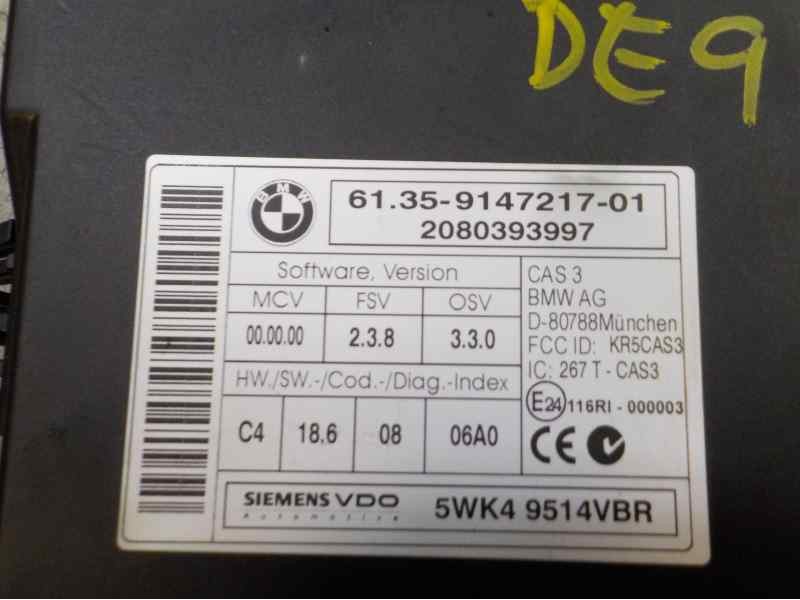 DE9
BMW
61.35-9147217-01
2080393997
Software, Version
MCV FSV OSV
00.00.00 2.3.8 3.3.0
HW./SW.-/Cod.-/Diag.-Index
C4 18.6 08 06A0
CAS 3
BMW AG
D-80788München
FCC ID: KR5CAS3
IC: 267 T - CAS3
E24 116RI - 000003
CE
SIEMENS VDO
Automotive
5WK4 9514VBR